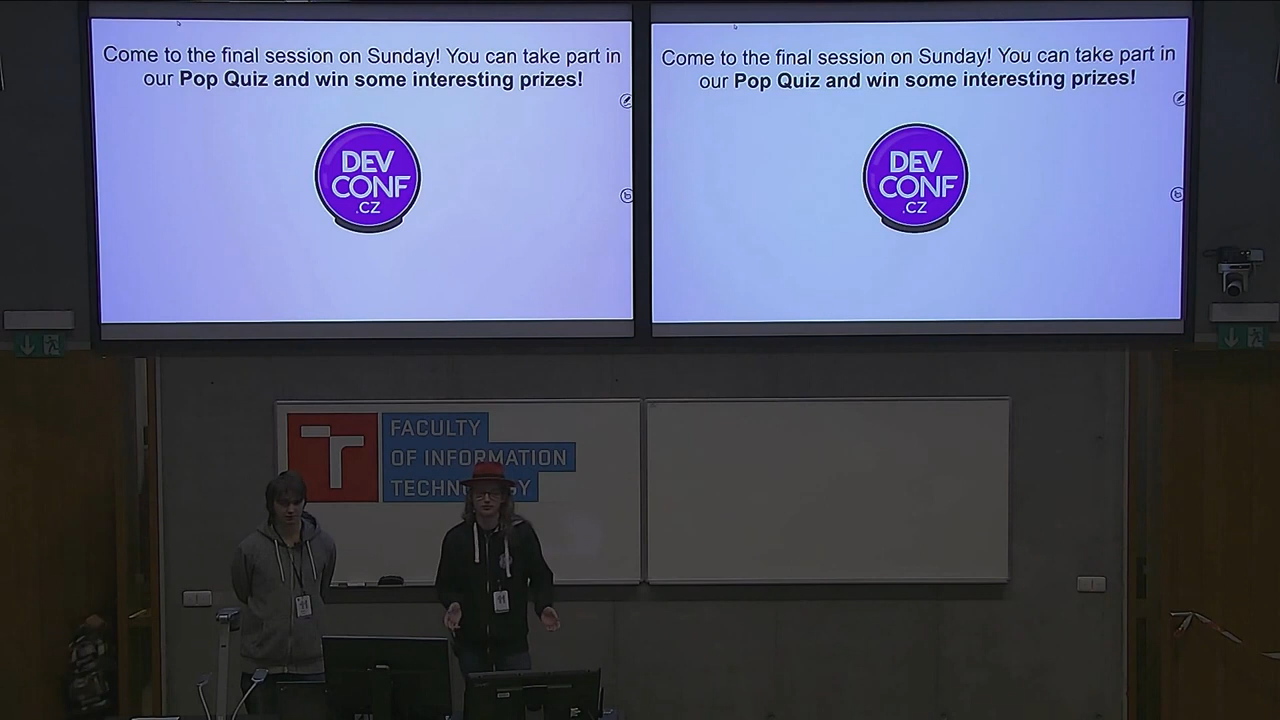 Come to the final session on Sunday! You can take part in
our Pop Quiz and win some interesting prizes!
DEV
CONF
.CZ
Come to the final session on Sunday! You can take part in
our Pop Quiz and win some interesting prizes!
DEV
CONF
.CZ
FACULTY
OF INFORMATION